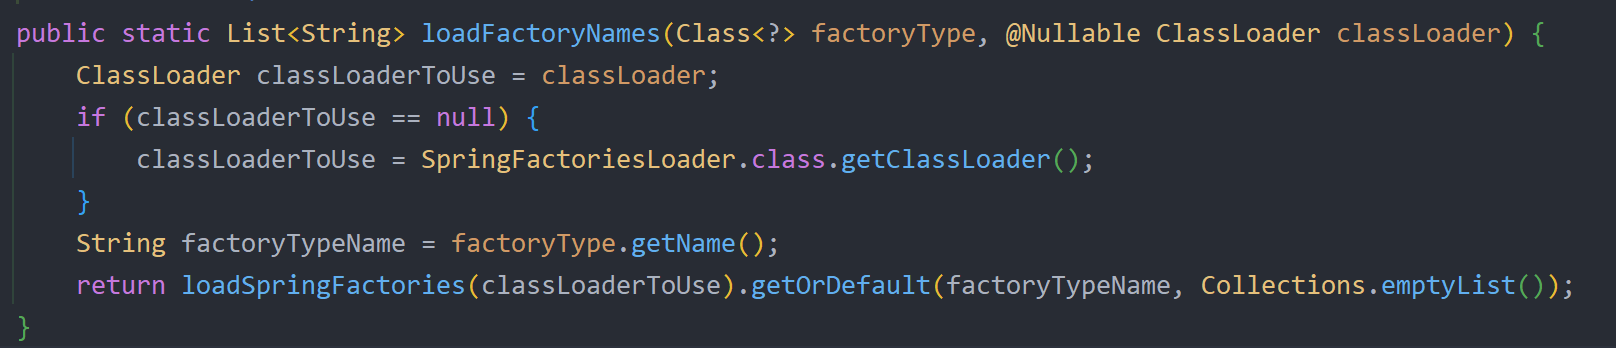 public static List<String> loadFactoryNames(Class<?> factoryType, @Nullable ClassLoader classLoader) {
    ClassLoader classLoaderToUse = classLoader;
    if (classLoaderToUse == null) {
        classLoaderToUse = SpringFactoriesLoader.class.getClassLoader();
    }
    String factoryTypeName = factoryType.getName();
    return loadSpringFactories(classLoaderToUse).getOrDefault(factoryTypeName, Collections.emptyList());
}